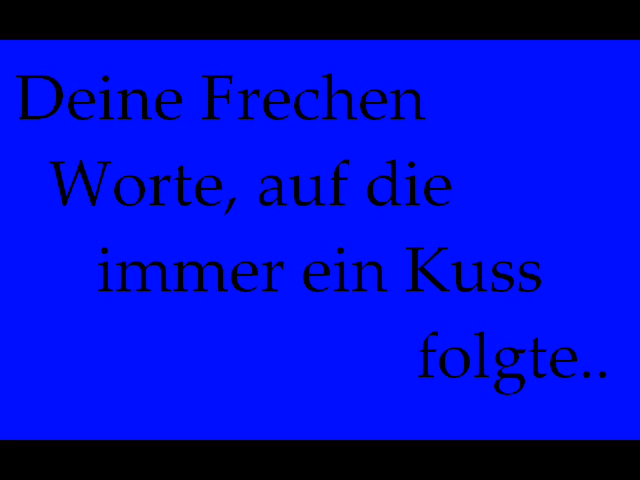 Deine Frechen
Worte, auf die
immer ein Kuss
folgte..